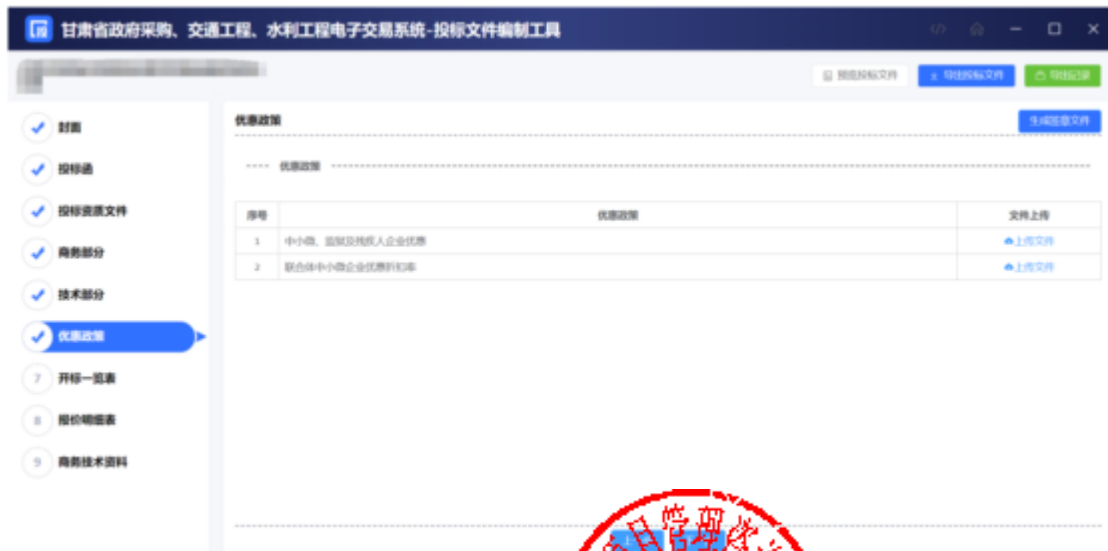 甘肃省政府采购、交通工程、水利工程电子交易系统-投标文件编制工具
预览投标文件
导出投标文件
导出记录
封面
投标函
投标资质文件
商务部分
技术部分
优惠政策
7 开标一览表
8 报价明细表
9 商务技术资料
优惠政策
生成签章文件
优惠政策
序号 优惠政策 文件上传
1 中小微、监狱及残疾人企业优惠 上传文件
2 联合体中小微企业优惠折扣率 上传文件